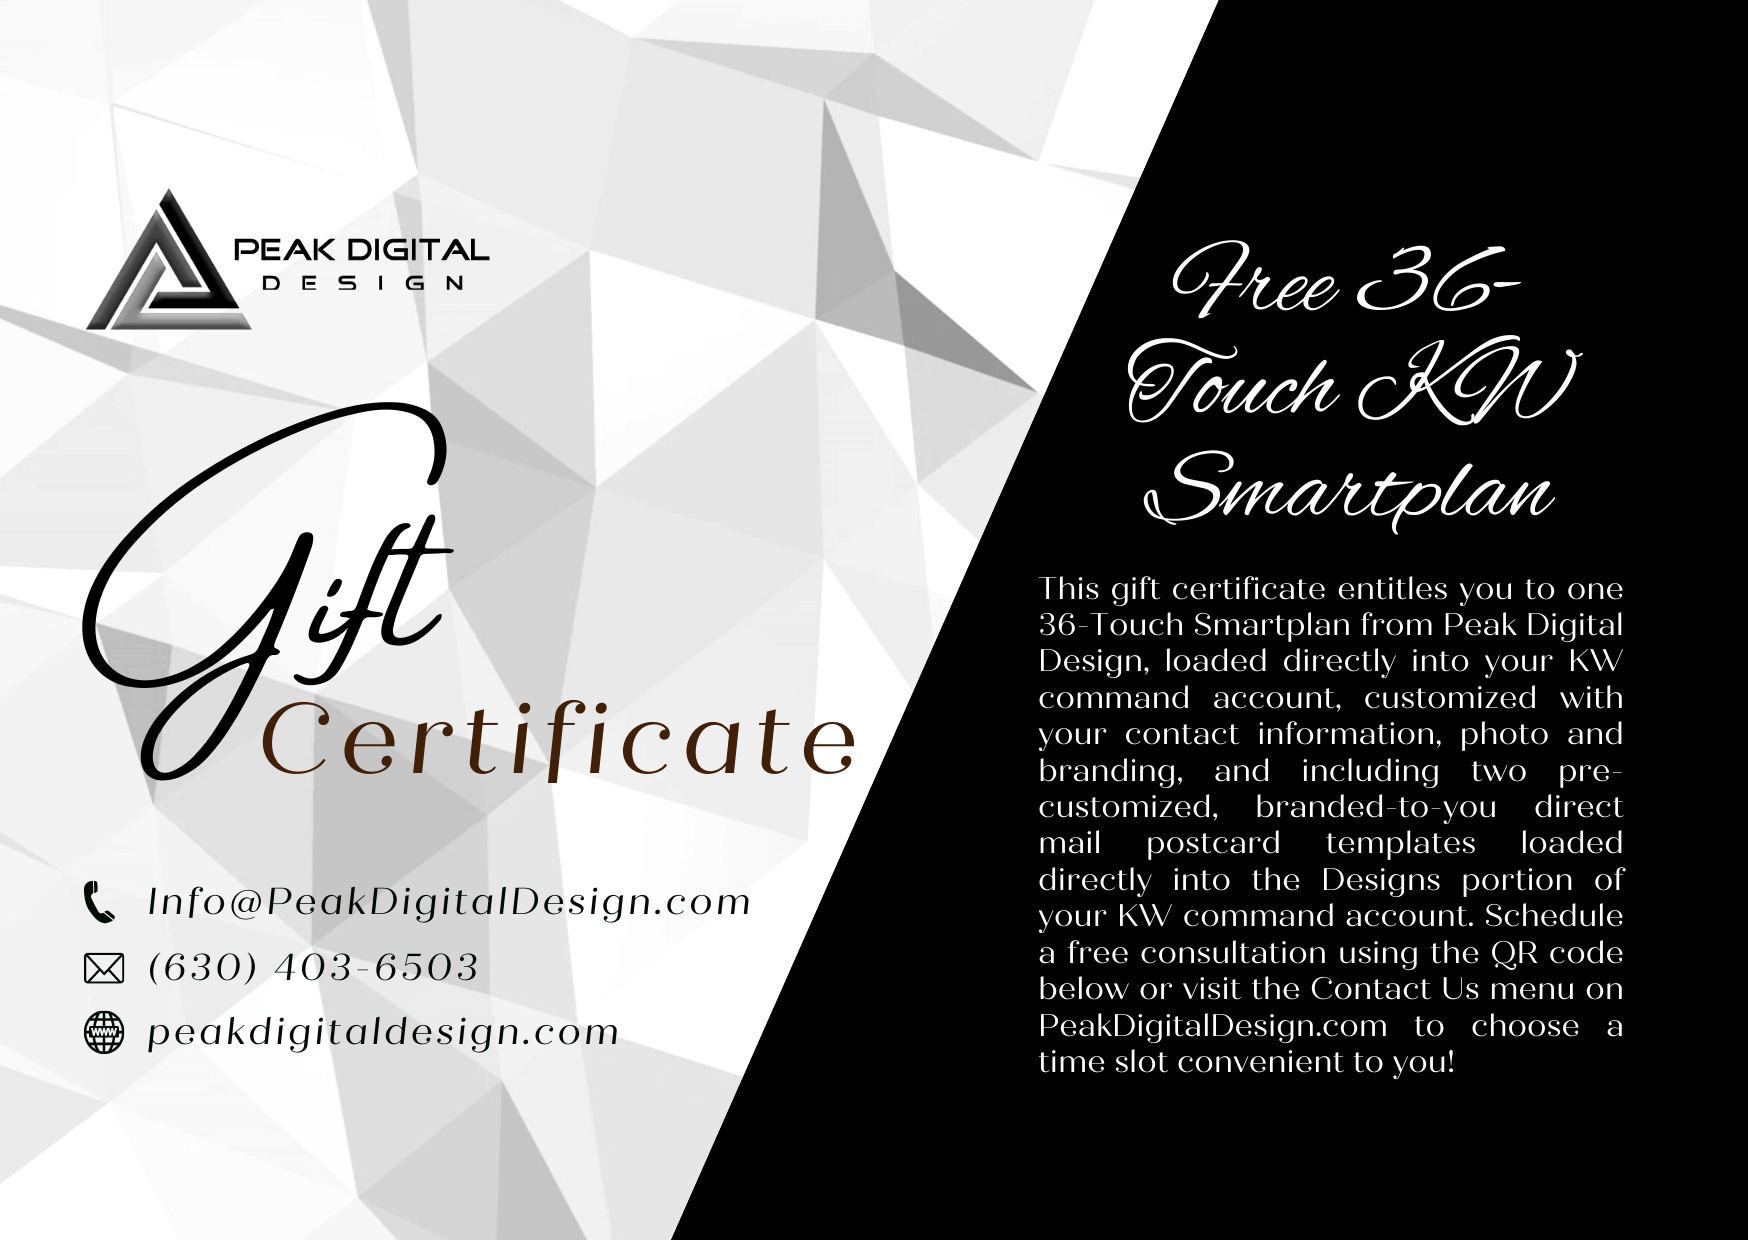 PEAK DIGITAL
DESIGN
Gift
Certificate
Info@PeakDigitalDesign.com
(630) 403-6503
www
peakdigitaldesign.com
Free 36-
Touch KW
Smartplan
This gift certificate entitles you to one
36-Touch Smartplan from Peak Digital
Design, loaded directly into your KW
command account, customized with
your contact information, photo and
branding, and including two pre-
customized, branded-to-you direct
mail postcard templates loaded
directly into the Designs portion of
your KW command account. Schedule
a free consultation using the QR code
below or visit the Contact Us menu on
PeakDigitalDesign.com to choose a
time slot convenient to you!